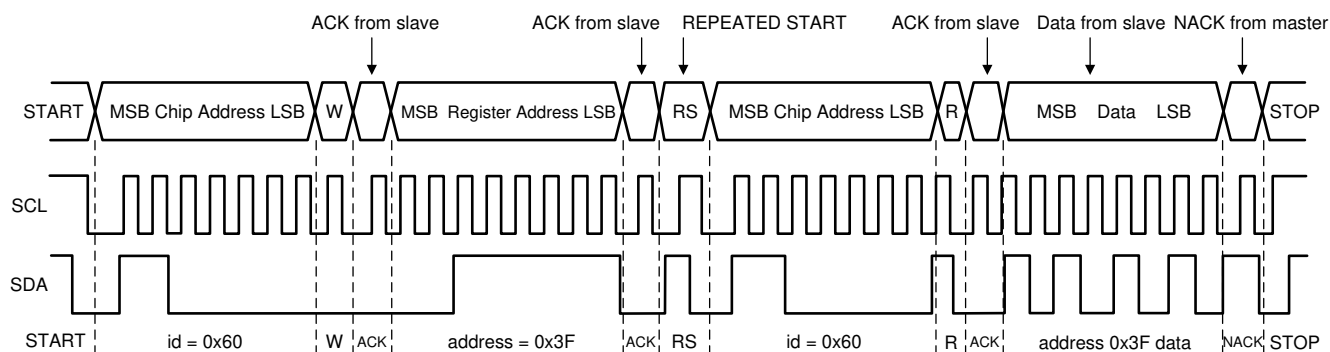 ACK from slave ACK from slave REPEATED START ACK from slave Data from slave NACK from master
START MSB Chip Address LSB W MSB Register Address LSB RS MSB Chip Address LSB R MSB Data LSB STOP
SCL
SDA
START id = 0x60 W ACK address = 0x3F ACK RS id = 0x60 R ACK address 0x3F data NACK STOP